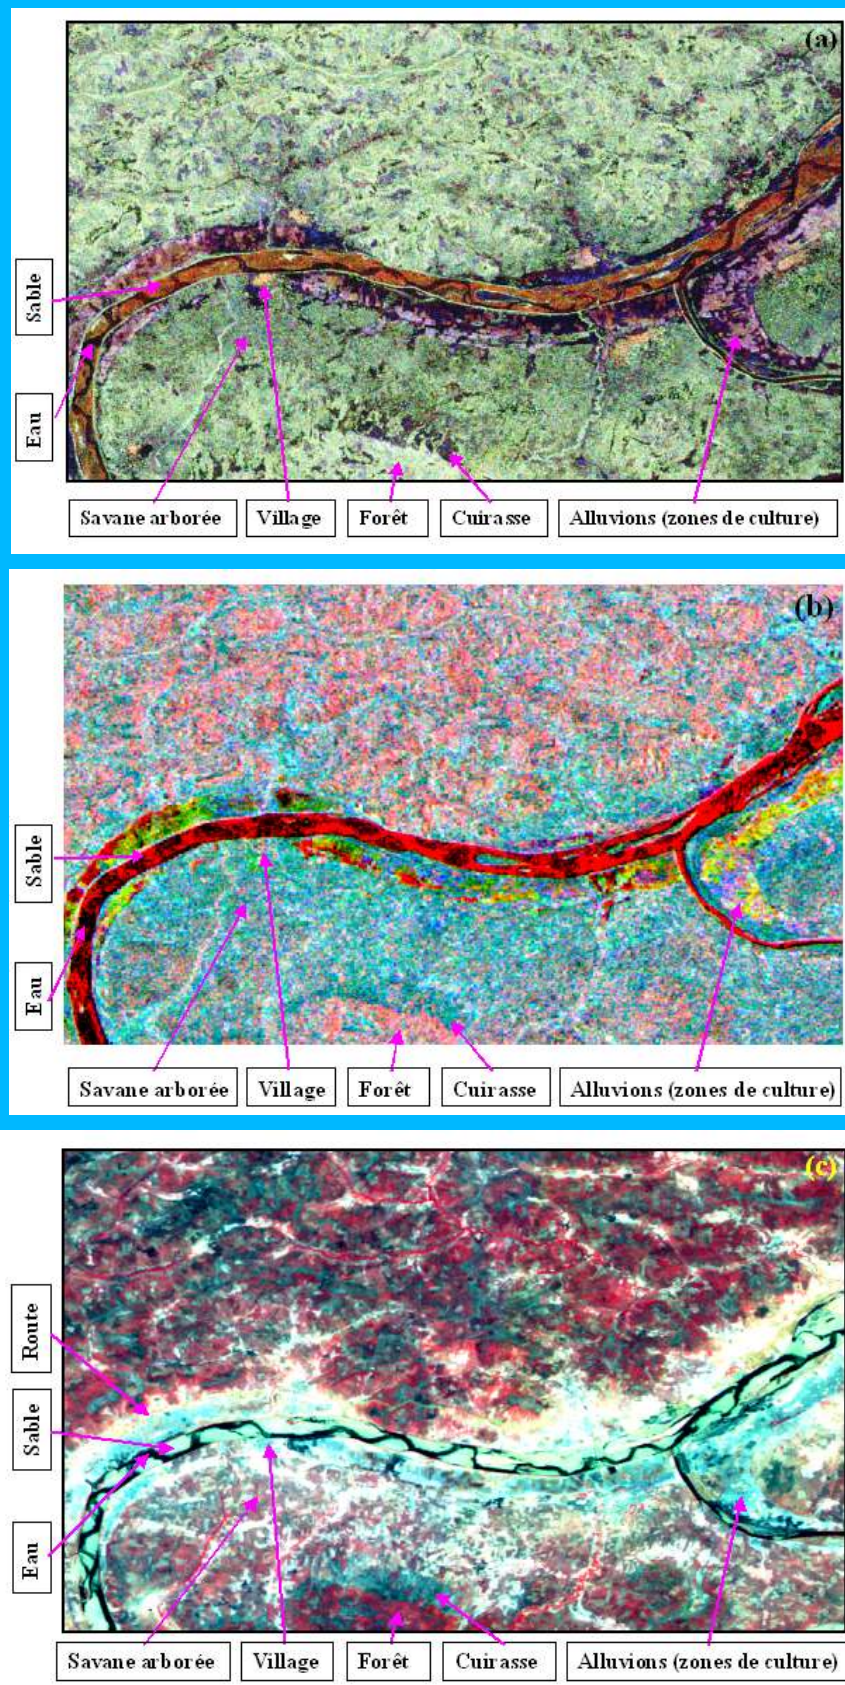 (a)
Sable
Eau
Savane arborée
Village
Forêt
Cuirasse
Alluvions (zones de culture)
(b)
Sable
Eau
Savane arborée
Village
Forêt
Cuirasse
Alluvions (zones de culture)
(c)
Route
Sable
Eau
Savane arborée
Village
Forêt
Cuirasse
Alluvions (zones de culture)